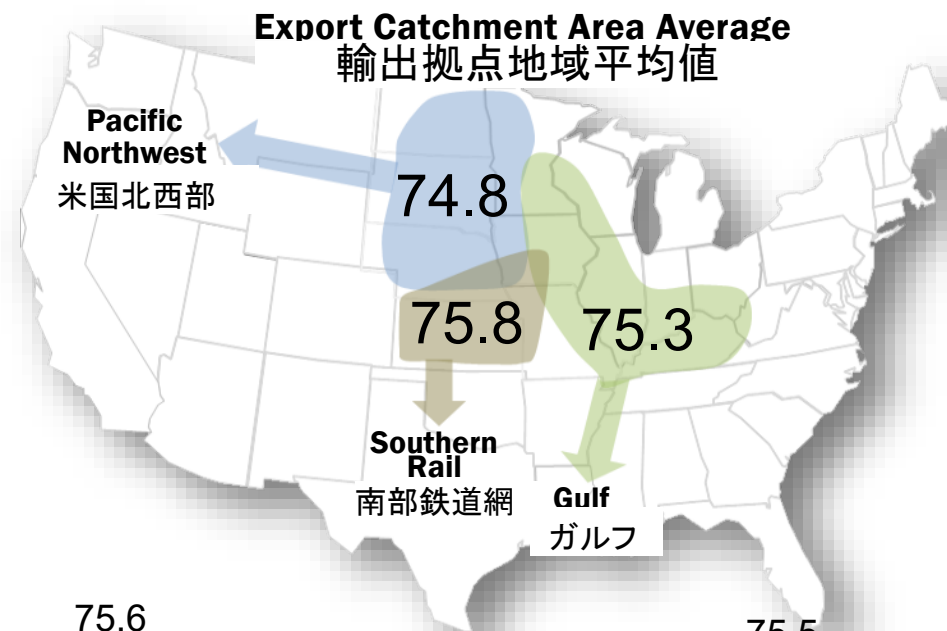 Export Catchment Area Average
輸出拠点地域平均値
Pacific
Northwest
米国北西部
74.8
75.8
75.3
Southern
Rail
南部鉄道網
Gulf
ガルフ
75.6
75.5